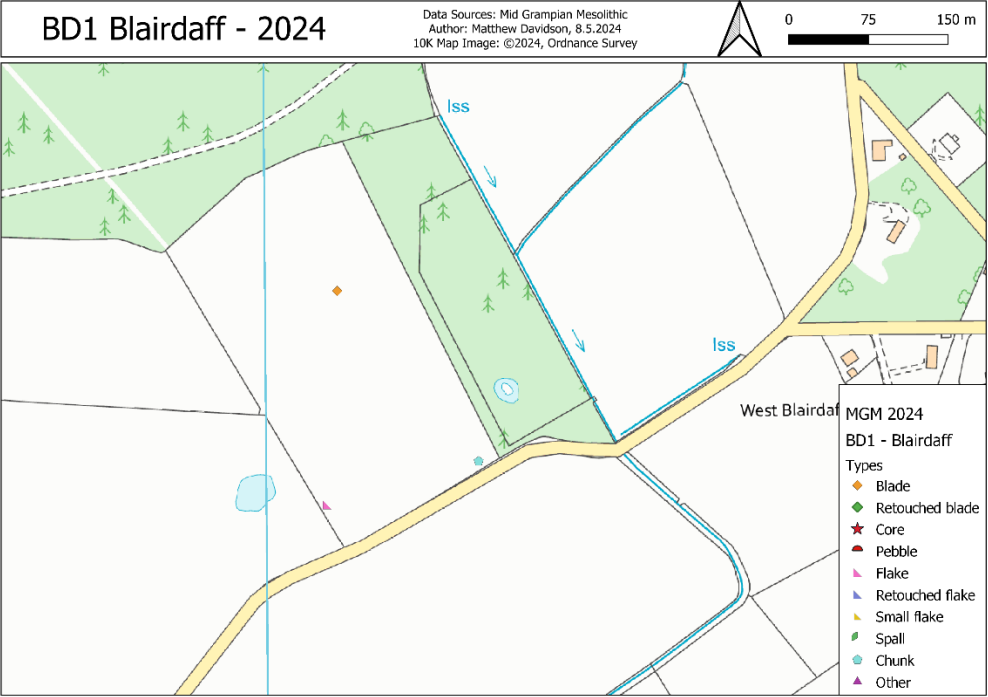 BD1 Blairdaff - 2024
Data Sources: Mid Grampian Mesolithic
Author: Matthew Davidson, 8.5.2024
10K Map Image: ©2024, Ordnance Survey
0 75 150 m
Iss
Iss
West Blairdaf
MGM 2024
BD1 - Blairdaff
Types
Blade
Retouched blade
Core
Pebble
Flake
Retouched flake
Small flake
Spall
Chunk
Other